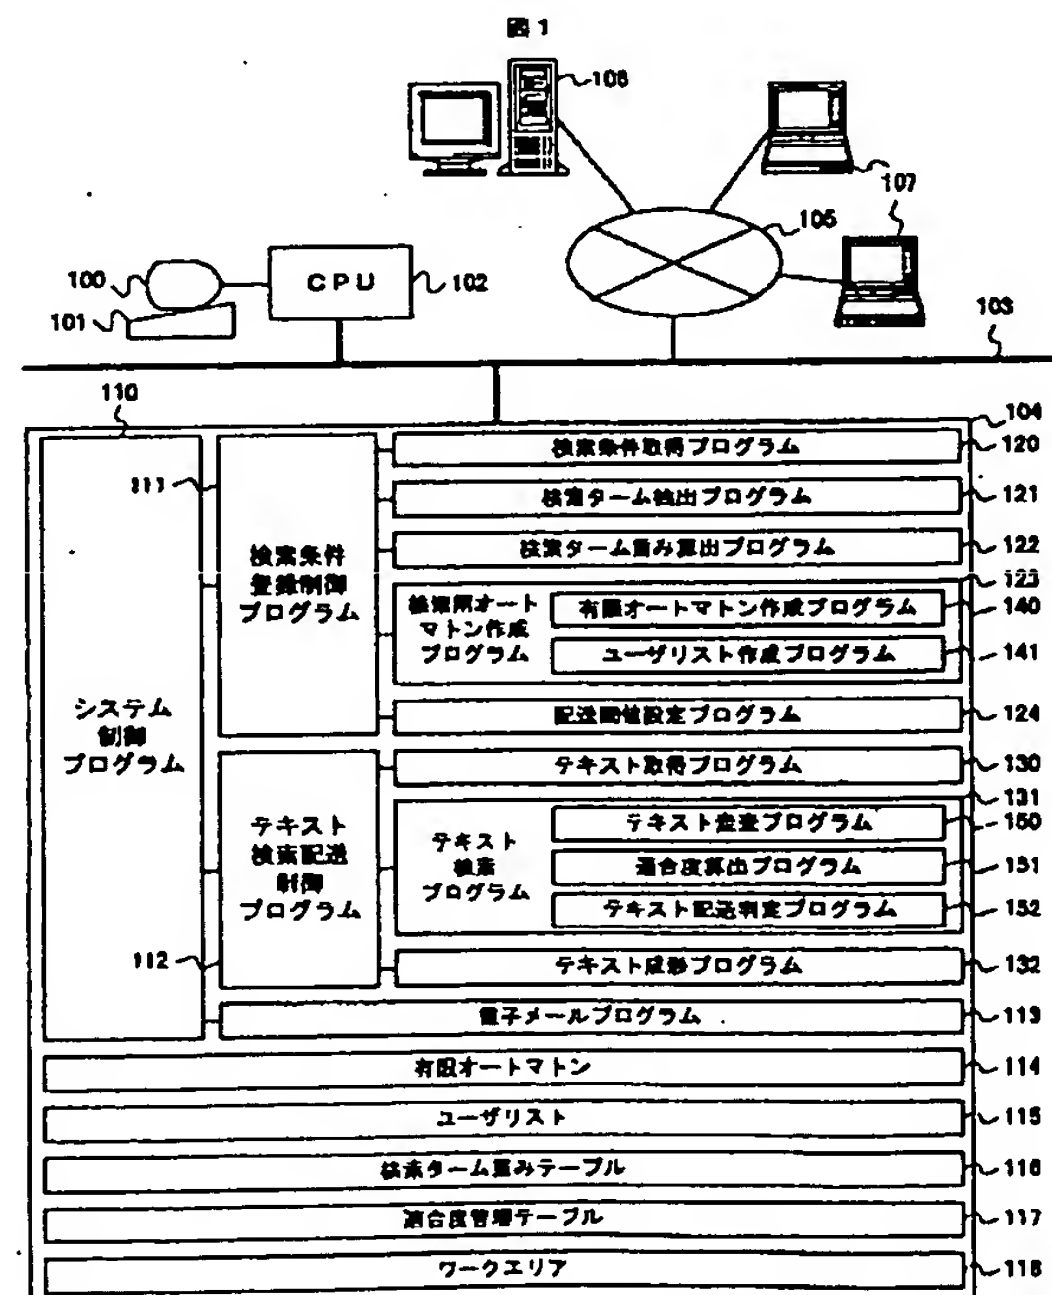 図1
106
107
105
100
CPU
102
101
103
110
104
検索条件取得プログラム
120
111
検索ターム検出プログラム
121
検索ターム重み算出プログラム
122
検索条件
登録制御
プログラム
123
検索用オート
マトン作成
プログラム
有限オートマトン作成プログラム
140
ユーザリスト作成プログラム
141
システム
制御
プログラム
配送閾値設定プログラム
124
テキスト取得プログラム
130
131
テキスト
検索配送
制御
プログラム
テキスト
検索
プログラム
テキスト走査プログラム
150
適合度算出プログラム
151
テキスト配送判定プログラム
152
112
テキスト成形プログラム
132
電子メールプログラム
113
有限オートマトン
114
ユーザリスト
115
検索ターム重みテーブル
116
適合度管理テーブル
117
ワークエリア
118